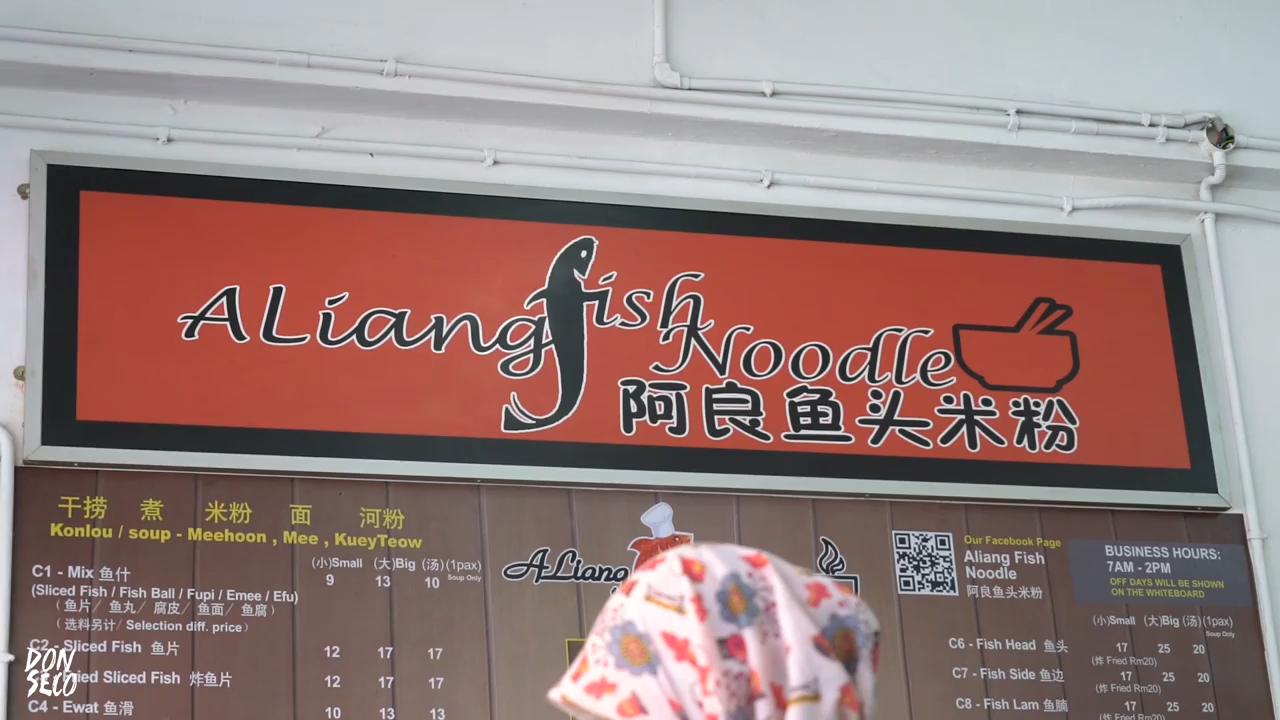 ALiang fish Noodle
阿良鱼头米粉
干捞 煮 米粉 面 河粉
Konlou / soup - Meehoon , Mee , KueyTeow
(小)Small (大)Big (汤)(1pax)
Soup Only
C1 - Mix 鱼什 9 13 10
(Sliced Fish / Fish Ball / Fupi / Emee / Efu)
( 鱼片 / 鱼丸 / 腐皮 / 鱼面 / 鱼腐 )
( 选料另计 / Selection diff. price )
C2 - Sliced Fish 鱼片 12 17 17
Fried Sliced Fish 炸鱼片 12 17 17
C4 - Ewat 鱼滑 10 13 13
ALiang
Our Facebook Page
Aliang Fish
Noodle
阿良鱼头米粉
BUSINESS HOURS:
7AM - 2PM
OFF DAYS WILL BE SHOWN
ON THE WHITEBOARD
(小)Small (大)Big (汤)(1pax)
Soup Only
C6 - Fish Head 鱼头 17 25 20
(炸 Fried Rm20)
C7 - Fish Side 鱼边 17 25 20
(炸 Fried Rm20)
C8 - Fish Lam 鱼腩 17 25 20
(炸 Fried Rm20)
DON
SECO